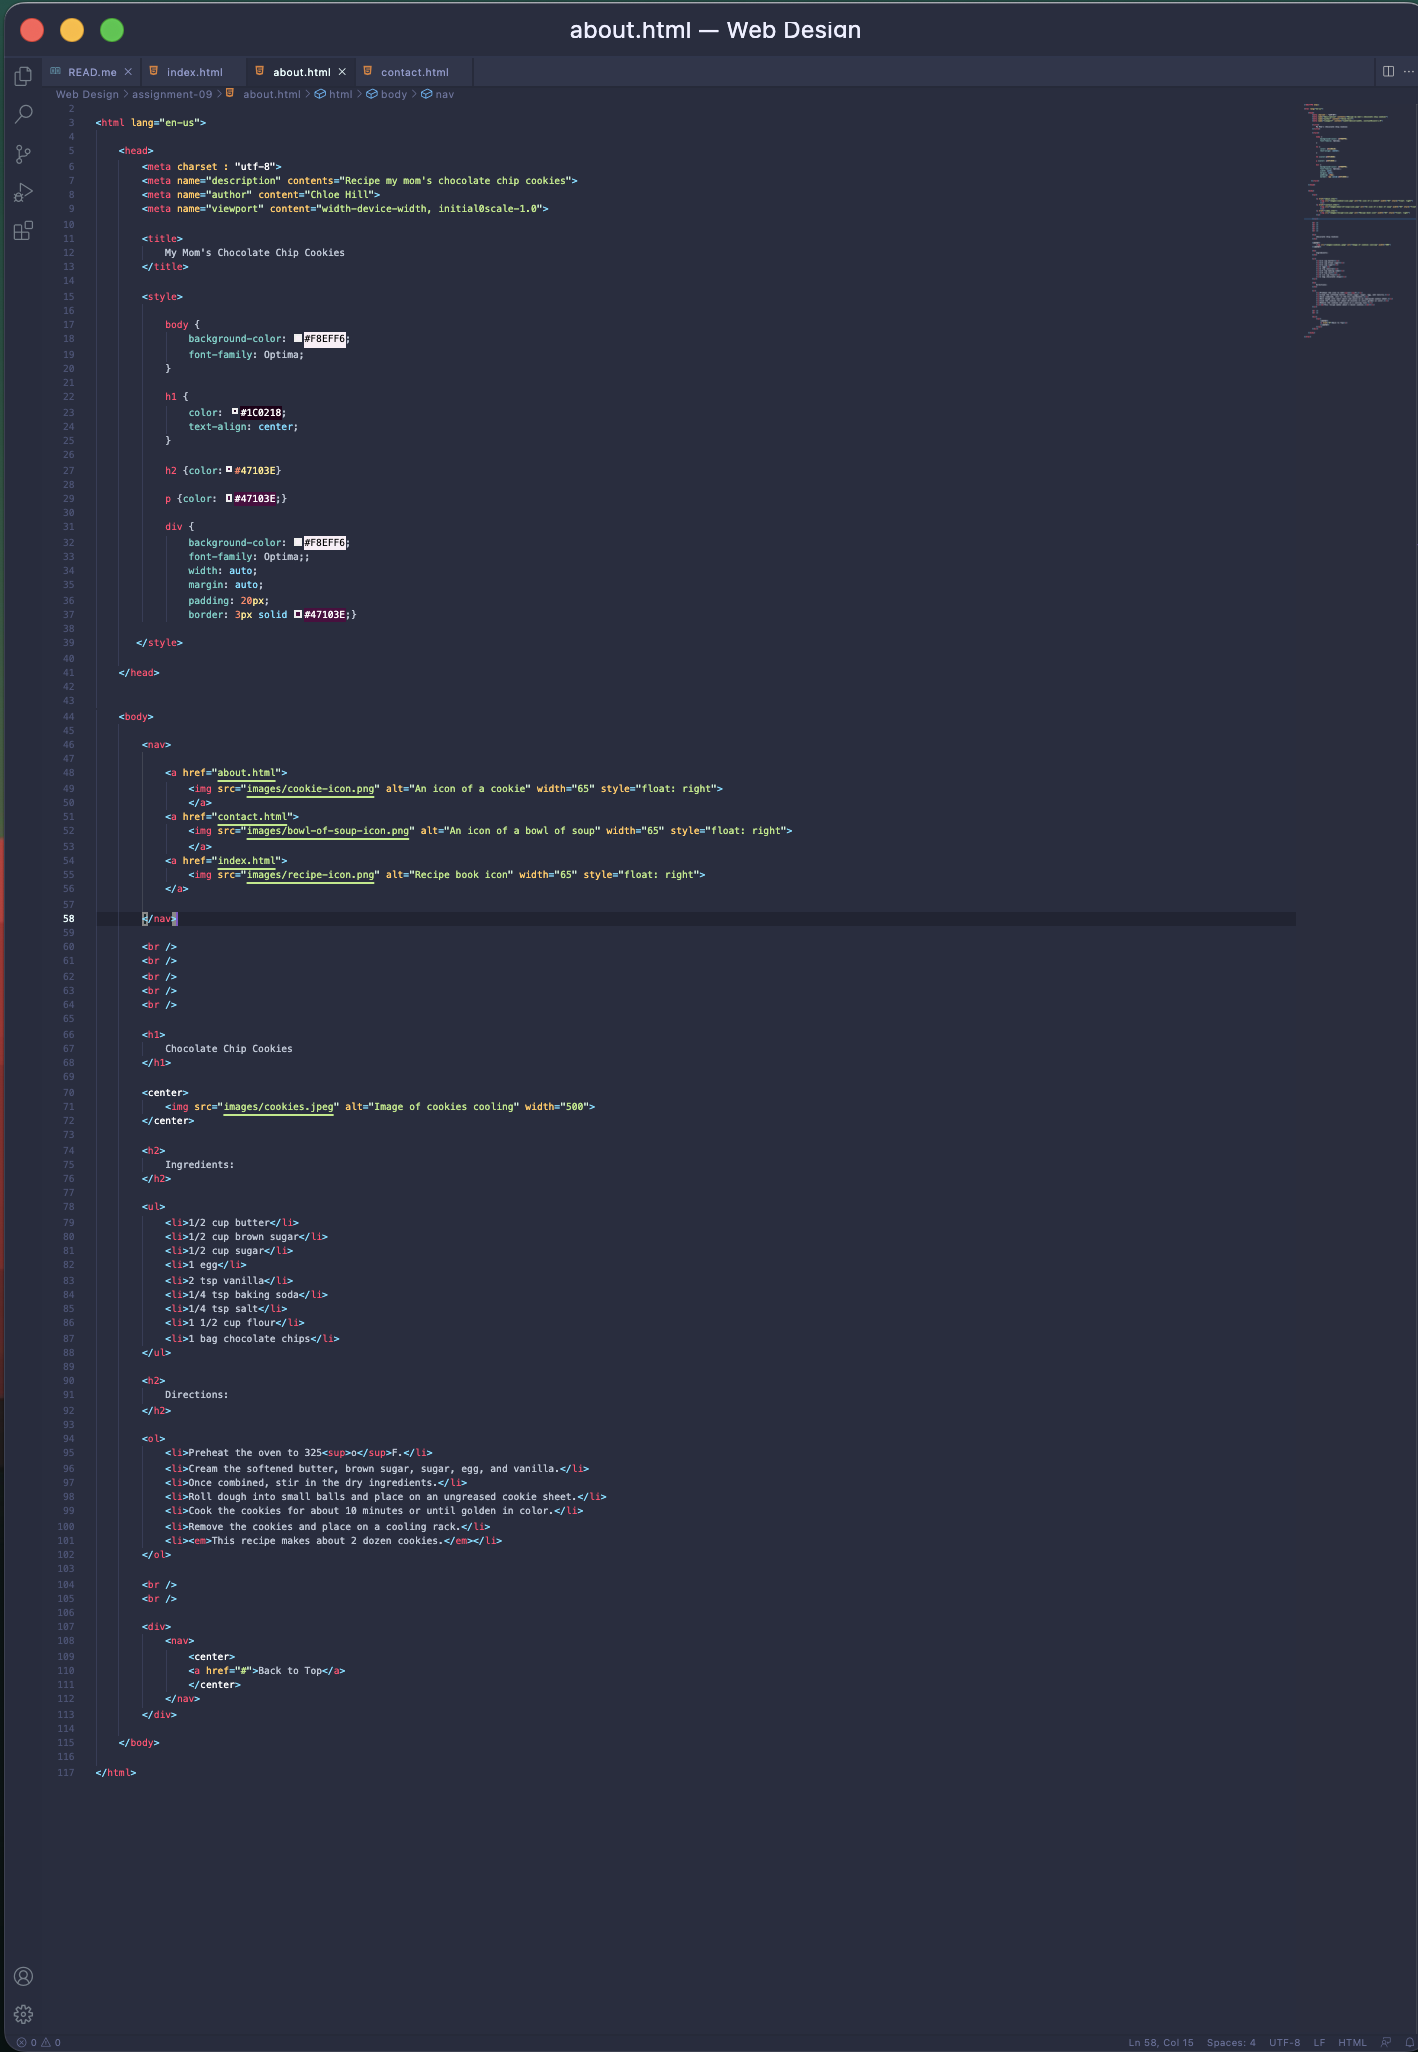 about.html — Web Design
READ.me index.html about.html contact.html
Web Design > assignment-09 > about.html > html > body > nav
2
3 <html lang="en-us">
4
5 <head>
6 <meta charset : "utf-8">
7 <meta name="description" contents="Recipe my mom's chocolate chip cookies">
8 <meta name="author" content="Chloe Hill">
9 <meta name="viewport" content="width-device-width, initial0scale-1.0">
10
11 <title>
12 My Mom's Chocolate Chip Cookies
13 </title>
14
15 <style>
16
17 body {
18 background-color: #F8EFF6;
19 font-family: Optima;
20 }
21
22 h1 {
23 color: #1C0218;
24 text-align: center;
25 }
26
27 h2 {color: #47103E}
28
29 p {color: #47103E;}
30
31 div {
32 background-color: #F8EFF6;
33 font-family: Optima;;
34 width: auto;
35 margin: auto;
36 padding: 20px;
37 border: 3px solid #47103E;}
38
39 </style>
40
41 </head>
42
43
44 <body>
45
46 <nav>
47
48 <a href="about.html">
49 <img src="images/cookie-icon.png" alt="An icon of a cookie" width="65" style="float: right">
50 </a>
51 <a href="contact.html">
52 <img src="images/bowl-of-soup-icon.png" alt="An icon of a bowl of soup" width="65" style="float: right">
53 </a>
54 <a href="index.html">
55 <img src="images/recipe-icon.png" alt="Recipe book icon" width="65" style="float: right">
56 </a>
57
58 </nav>
59
60 <br />
61 <br />
62 <br />
63 <br />
64 <br />
65
66 <h1>
67 Chocolate Chip Cookies
68 </h1>
69
70 <center>
71 <img src="images/cookies.jpeg" alt="Image of cookies cooling" width="500">
72 </center>
73
74 <h2>
75 Ingredients:
76 </h2>
77
78 <ul>
79 <li>1/2 cup butter</li>
80 <li>1/2 cup brown sugar</li>
81 <li>1/2 cup sugar</li>
82 <li>1 egg</li>
83 <li>2 tsp vanilla</li>
84 <li>1/4 tsp baking soda</li>
85 <li>1/4 tsp salt</li>
86 <li>1 1/2 cup flour</li>
87 <li>1 bag chocolate chips</li>
88 </ul>
89
90 <h2>
91 Directions:
92 </h2>
93
94 <ol>
95 <li>Preheat the oven to 325<sup>o</sup>F.</li>
96 <li>Cream the softened butter, brown sugar, sugar, egg, and vanilla.</li>
97 <li>Once combined, stir in the dry ingredients.</li>
98 <li>Roll dough into small balls and place on an ungreased cookie sheet.</li>
99 <li>Cook the cookies for about 10 minutes or until golden in color.</li>
100 <li>Remove the cookies and place on a cooling rack.</li>
101 <li><em>This recipe makes about 2 dozen cookies.</em></li>
102 </ol>
103
104 <br />
105 <br />
106
107 <div>
108 <nav>
109 <center>
110 <a href="#">Back to Top</a>
111 </center>
112 </nav>
113 </div>
114
115 </body>
116
117 </html>
0 0 Ln 58, Col 15 Spaces: 4 UTF-8 LF HTML